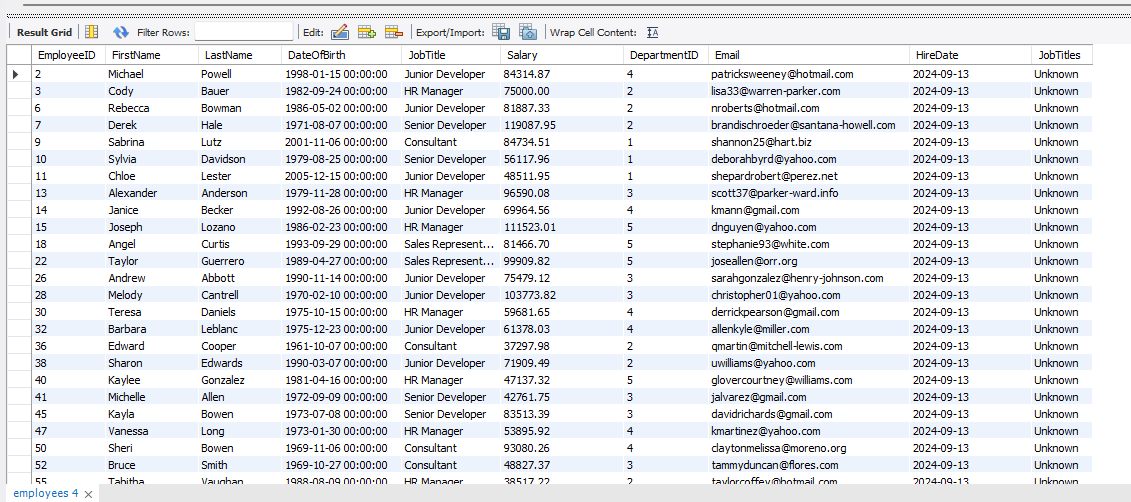 Result Grid Filter Rows: Edit: Export/Import: Wrap Cell Content:
EmployeeID FirstName LastName DateOfBirth JobTitle Salary DepartmentID Email HireDate JobTitles
2 Michael Powell 1998-01-15 00:00:00 Junior Developer 84314.87 4 patricksweeney@hotmail.com 2024-09-13 Unknown
3 Cody Bauer 1982-09-24 00:00:00 HR Manager 75000.00 2 lisa33@warren-parker.com 2024-09-13 Unknown
6 Rebecca Bowman 1986-05-02 00:00:00 Junior Developer 81887.33 2 nroberts@hotmail.com 2024-09-13 Unknown
7 Derek Hale 1971-08-07 00:00:00 Senior Developer 119087.95 2 brandischroeder@santana-howell.com 2024-09-13 Unknown
9 Sabrina Lutz 2001-11-06 00:00:00 Consultant 84734.51 1 shannon25@hart.biz 2024-09-13 Unknown
10 Sylvia Davidson 1979-08-25 00:00:00 Senior Developer 56117.96 1 deborahbyrd@yahoo.com 2024-09-13 Unknown
11 Chloe Lester 2005-12-15 00:00:00 Junior Developer 48511.95 1 shepardrobert@perez.net 2024-09-13 Unknown
13 Alexander Anderson 1979-11-28 00:00:00 HR Manager 96590.08 3 scott37@parker-ward.info 2024-09-13 Unknown
14 Janice Becker 1992-08-26 00:00:00 Junior Developer 69964.56 4 kmann@gmail.com 2024-09-13 Unknown
15 Joseph Lozano 1986-02-23 00:00:00 HR Manager 111523.01 5 dnguyen@yahoo.com 2024-09-13 Unknown
18 Angel Curtis 1993-09-29 00:00:00 Sales Represent... 81466.70 5 stephanie93@white.com 2024-09-13 Unknown
22 Taylor Guerrero 1989-04-27 00:00:00 Sales Represent... 99909.82 5 joseallen@orr.org 2024-09-13 Unknown
26 Andrew Abbott 1990-11-14 00:00:00 Junior Developer 75479.12 3 sarahgonzalez@henry-johnson.com 2024-09-13 Unknown
28 Melody Cantrell 1970-02-10 00:00:00 Junior Developer 103773.82 3 christopher01@yahoo.com 2024-09-13 Unknown
30 Teresa Daniels 1975-10-15 00:00:00 HR Manager 59681.65 4 derrickpearson@gmail.com 2024-09-13 Unknown
32 Barbara Leblanc 1975-12-23 00:00:00 Junior Developer 61378.03 4 allenkyle@miller.com 2024-09-13 Unknown
36 Edward Cooper 1961-10-07 00:00:00 Consultant 37297.98 2 qmartin@mitchell-lewis.com 2024-09-13 Unknown
38 Sharon Edwards 1990-03-07 00:00:00 Junior Developer 71909.49 2 uwilliams@yahoo.com 2024-09-13 Unknown
40 Kaylee Gonzalez 1981-04-16 00:00:00 HR Manager 47137.32 5 glovercourtney@williams.com 2024-09-13 Unknown
41 Michelle Allen 1972-09-09 00:00:00 Senior Developer 42761.75 3 jalvarez@gmail.com 2024-09-13 Unknown
45 Kayla Bowen 1973-07-08 00:00:00 Senior Developer 83513.39 3 davidrichards@gmail.com 2024-09-13 Unknown
47 Vanessa Long 1973-01-30 00:00:00 HR Manager 53895.92 4 kmartinez@yahoo.com 2024-09-13 Unknown
50 Sheri Bowen 1969-11-06 00:00:00 Consultant 93080.26 4 claytonmelissa@moreno.org 2024-09-13 Unknown
52 Bruce Smith 1969-10-27 00:00:00 Consultant 48827.37 3 tammyduncan@flores.com 2024-09-13 Unknown
55 Tabitha Vaughan 1988-08-09 00:00:00 HR Manager 38517.22 2 taylorcoffey@hotmail.com 2024-09-13 Unknown
employees 4